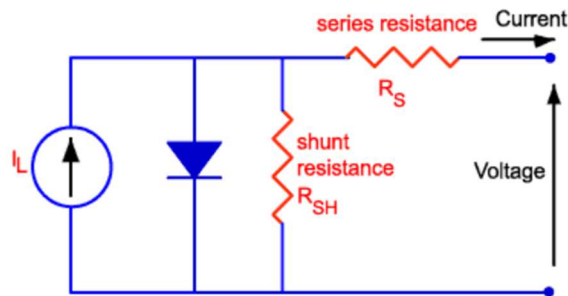 series resistance
Current
R_S
I_L
shunt
resistance
R_SH
Voltage